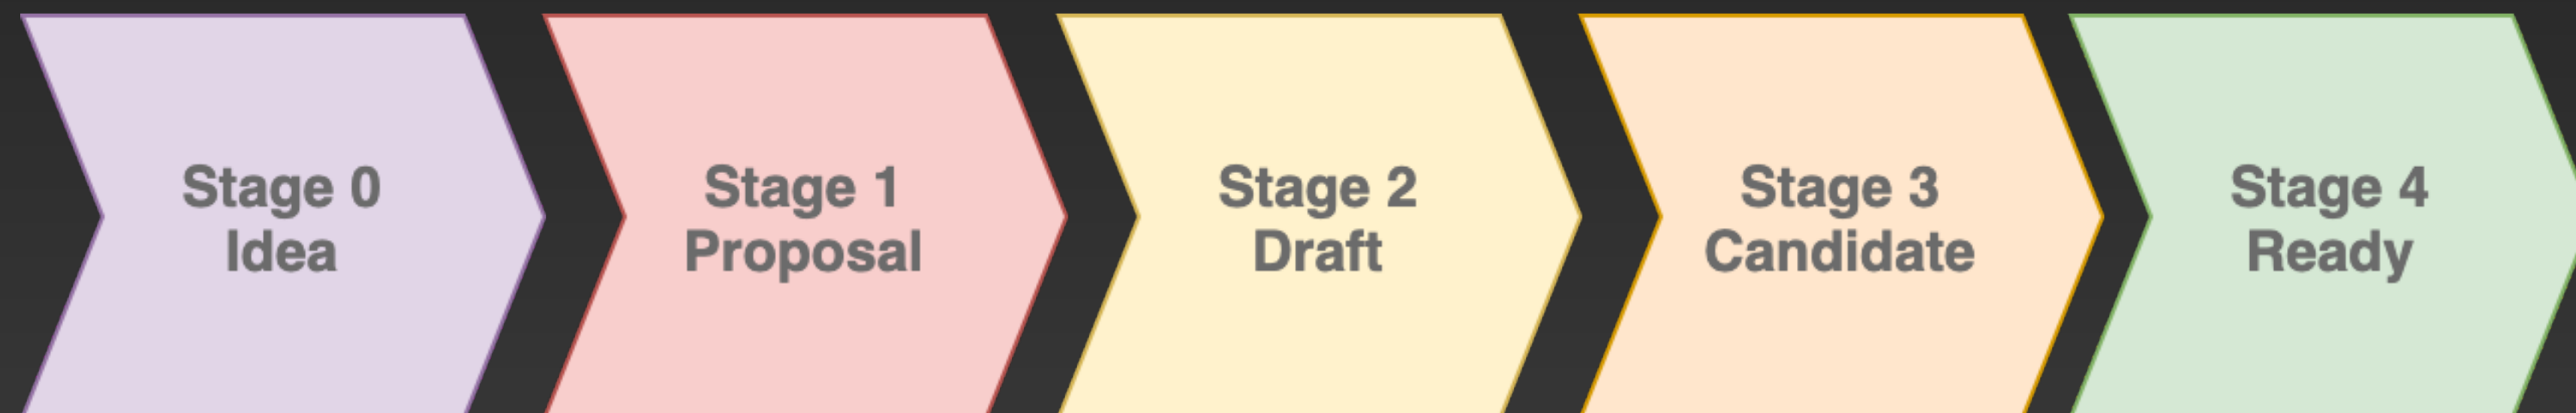 Stage 0
Idea
Stage 1
Proposal
Stage 2
Draft
Stage 3
Candidate
Stage 4
Ready